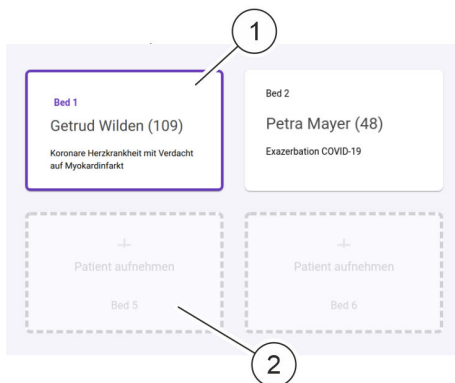 1
Bed 1
Getrud Wilden (109)
Koronare Herzkrankheit mit Verdacht
auf Myokardinfarkt
Bed 2
Petra Mayer (48)
Exazerbation COVID-19
+
Patient aufnehmen
Bed 5
+
Patient aufnehmen
Bed 6
2